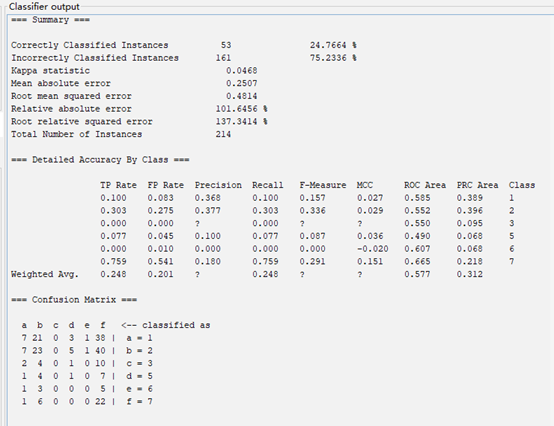 Classifier output
=== Summary ===
Correctly Classified Instances 53 24.7664 %
Incorrectly Classified Instances 161 75.2336 %
Kappa statistic 0.0468
Mean absolute error 0.2507
Root mean squared error 0.4814
Relative absolute error 101.6456 %
Root relative squared error 137.3414 %
Total Number of Instances 214
=== Detailed Accuracy By Class ===
TP Rate FP Rate Precision Recall F-Measure MCC ROC Area PRC Area Class
0.100 0.083 0.368 0.100 0.157 0.027 0.585 0.389 1
0.303 0.275 0.377 0.303 0.336 0.029 0.552 0.396 2
0.000 0.000 ? 0.000 ? ? 0.550 0.095 3
0.077 0.045 0.100 0.077 0.087 0.036 0.490 0.068 5
0.000 0.010 0.000 0.000 0.000 -0.020 0.607 0.068 6
0.759 0.541 0.180 0.759 0.291 0.151 0.665 0.218 7
Weighted Avg. 0.248 0.201 ? 0.248 ? ? 0.577 0.312
=== Confusion Matrix ===
a b c d e f <-- classified as
7 21 0 3 1 38 | a = 1
7 23 0 5 1 40 | b = 2
2 4 0 1 0 10 | c = 3
1 4 0 1 0 7 | d = 5
1 3 0 0 0 5 | e = 6
1 6 0 0 0 22 | f = 7